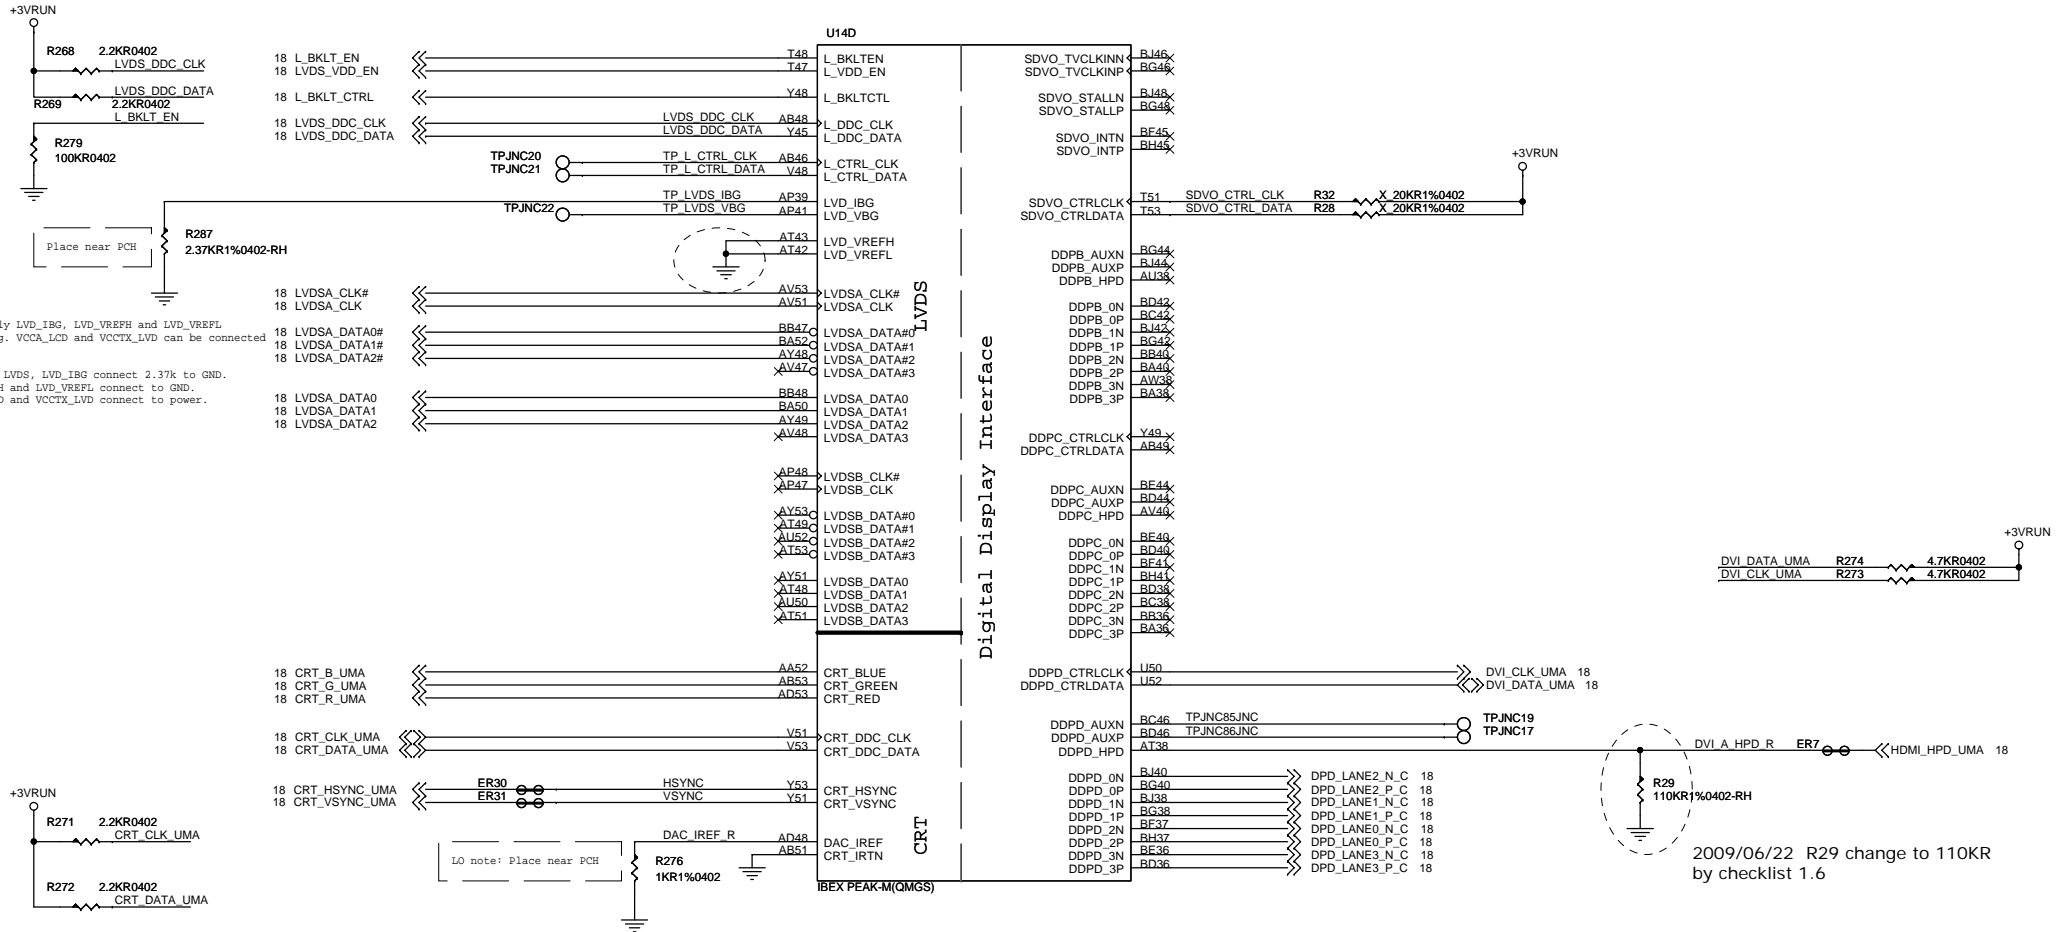 +3VRUN
R268 2.2KR0402
LVDS_DDC_CLK
LVDS_DDC_DATA
R269 2.2KR0402
L_BKLT_EN
R279
100KR0402
Place near PCH
R287
2.37KR1%0402-RH
ly LVD_IBG, LVD_VREFH and LVD_VREFL
g. VCCA_LCD and VCCTX_LVD can be connected
LVDS, LVD_IBG connect 2.37k to GND.
H and LVD_VREFL connect to GND.
D and VCCTX_LVD connect to power.
+3VRUN
R271 2.2KR0402
CRT_CLK_UMA
R272 2.2KR0402
CRT_DATA_UMA
U14D
18 L_BKLT_EN T48 L_BKLTEN
18 LVDS_VDD_EN T47 L_VDD_EN
18 L_BKLT_CTRL Y48 L_BKLTCTL
18 LVDS_DDC_CLK LVDS_DDC_CLK AB48 L_DDC_CLK
18 LVDS_DDC_DATA LVDS_DDC_DATA Y45 L_DDC_DATA
TPJNC20 TP_L_CTRL_CLK AB46 L_CTRL_CLK
TPJNC21 TP_L_CTRL_DATA V48 L_CTRL_DATA
TP_LVDS_IBG AP39 LVD_IBG
TPJNC22 TP_LVDS_VBG AP41 LVD_VBG
AT43 LVD_VREFH
AT42 LVD_VREFL
18 LVDSA_CLK# AV53 LVDSA_CLK#
18 LVDSA_CLK AV51 LVDSA_CLK
18 LVDSA_DATA0# BB47 LVDSA_DATA#0
18 LVDSA_DATA1# BA52 LVDSA_DATA#1
18 LVDSA_DATA2# AY48 LVDSA_DATA#2
AV47 LVDSA_DATA#3
18 LVDSA_DATA0 BB48 LVDSA_DATA0
18 LVDSA_DATA1 BA50 LVDSA_DATA1
18 LVDSA_DATA2 AY49 LVDSA_DATA2
AV48 LVDSA_DATA3
AP48 LVDSB_CLK#
AP47 LVDSB_CLK
AY53 LVDSB_DATA#0
AT49 LVDSB_DATA#1
AU52 LVDSB_DATA#2
AT53 LVDSB_DATA#3
AY51 LVDSB_DATA0
AT48 LVDSB_DATA1
AU50 LVDSB_DATA2
AT51 LVDSB_DATA3
LVDS
18 CRT_B_UMA AA52 CRT_BLUE
18 CRT_G_UMA AB53 CRT_GREEN
18 CRT_R_UMA AD53 CRT_RED
18 CRT_CLK_UMA V51 CRT_DDC_CLK
18 CRT_DATA_UMA V53 CRT_DDC_DATA
18 CRT_HSYNC_UMA ER30 HSYNC Y53 CRT_HSYNC
18 CRT_VSYNC_UMA ER31 VSYNC Y51 CRT_VSYNC
DAC_IREF_R AD48 DAC_IREF
AB51 CRT_IRTN
LO note: Place near PCH
R276
1KR1%0402
CRT
IBEX PEAK-M(QMGS)
Digital Display Interface
SDVO_TVCLKINN BJ46
SDVO_TVCLKINP BG46
SDVO_STALLN BJ48
SDVO_STALLP BG48
SDVO_INTN BF45
SDVO_INTP BH45
+3VRUN
SDVO_CTRLCLK T51 SDVO_CTRL_CLK R32 X_20KR1%0402
SDVO_CTRLDATA T53 SDVO_CTRL_DATA R28 X_20KR1%0402
DDPB_AUXN BG44
DDPB_AUXP BJ44
DDPB_HPD AU38
DDPB_0N BD42
DDPB_0P BC42
DDPB_1N BJ42
DDPB_1P BG42
DDPB_2N BB40
DDPB_2P BA40
DDPB_3N AW38
DDPB_3P BA38
DDPC_CTRLCLK Y49
DDPC_CTRLDATA AB49
DDPC_AUXN BE44
DDPC_AUXP BD44
DDPC_HPD AV40
DDPC_0N BE40
DDPC_0P BD40
DDPC_1N BF41
DDPC_1P BH41
DDPC_2N BD38
DDPC_2P BC38
DDPC_3N BB36
DDPC_3P BA36
+3VRUN
DVI_DATA_UMA R274 4.7KR0402
DVI_CLK_UMA R273 4.7KR0402
DDPD_CTRLCLK U50 DVI_CLK_UMA 18
DDPD_CTRLDATA U52 DVI_DATA_UMA 18
DDPD_AUXN BC46 TPJNC85JNC TPJNC19
DDPD_AUXP BD46 TPJNC86JNC TPJNC17
DDPD_HPD AT38 DVI_A_HPD_R ER7 HDMI_HPD_UMA 18
DDPD_0N BJ40 DPD_LANE2_N_C 18
DDPD_0P BG40 DPD_LANE2_P_C 18
DDPD_1N BJ38 DPD_LANE1_N_C 18
DDPD_1P BG38 DPD_LANE1_P_C 18
DDPD_2N BF37 DPD_LANE0_N_C 18
DDPD_2P BH37 DPD_LANE0_P_C 18
DDPD_3N BE36 DPD_LANE3_N_C 18
DDPD_3P BD36 DPD_LANE3_P_C 18
R29
110KR1%0402-RH
2009/06/22 R29 change to 110KR
by checklist 1.6